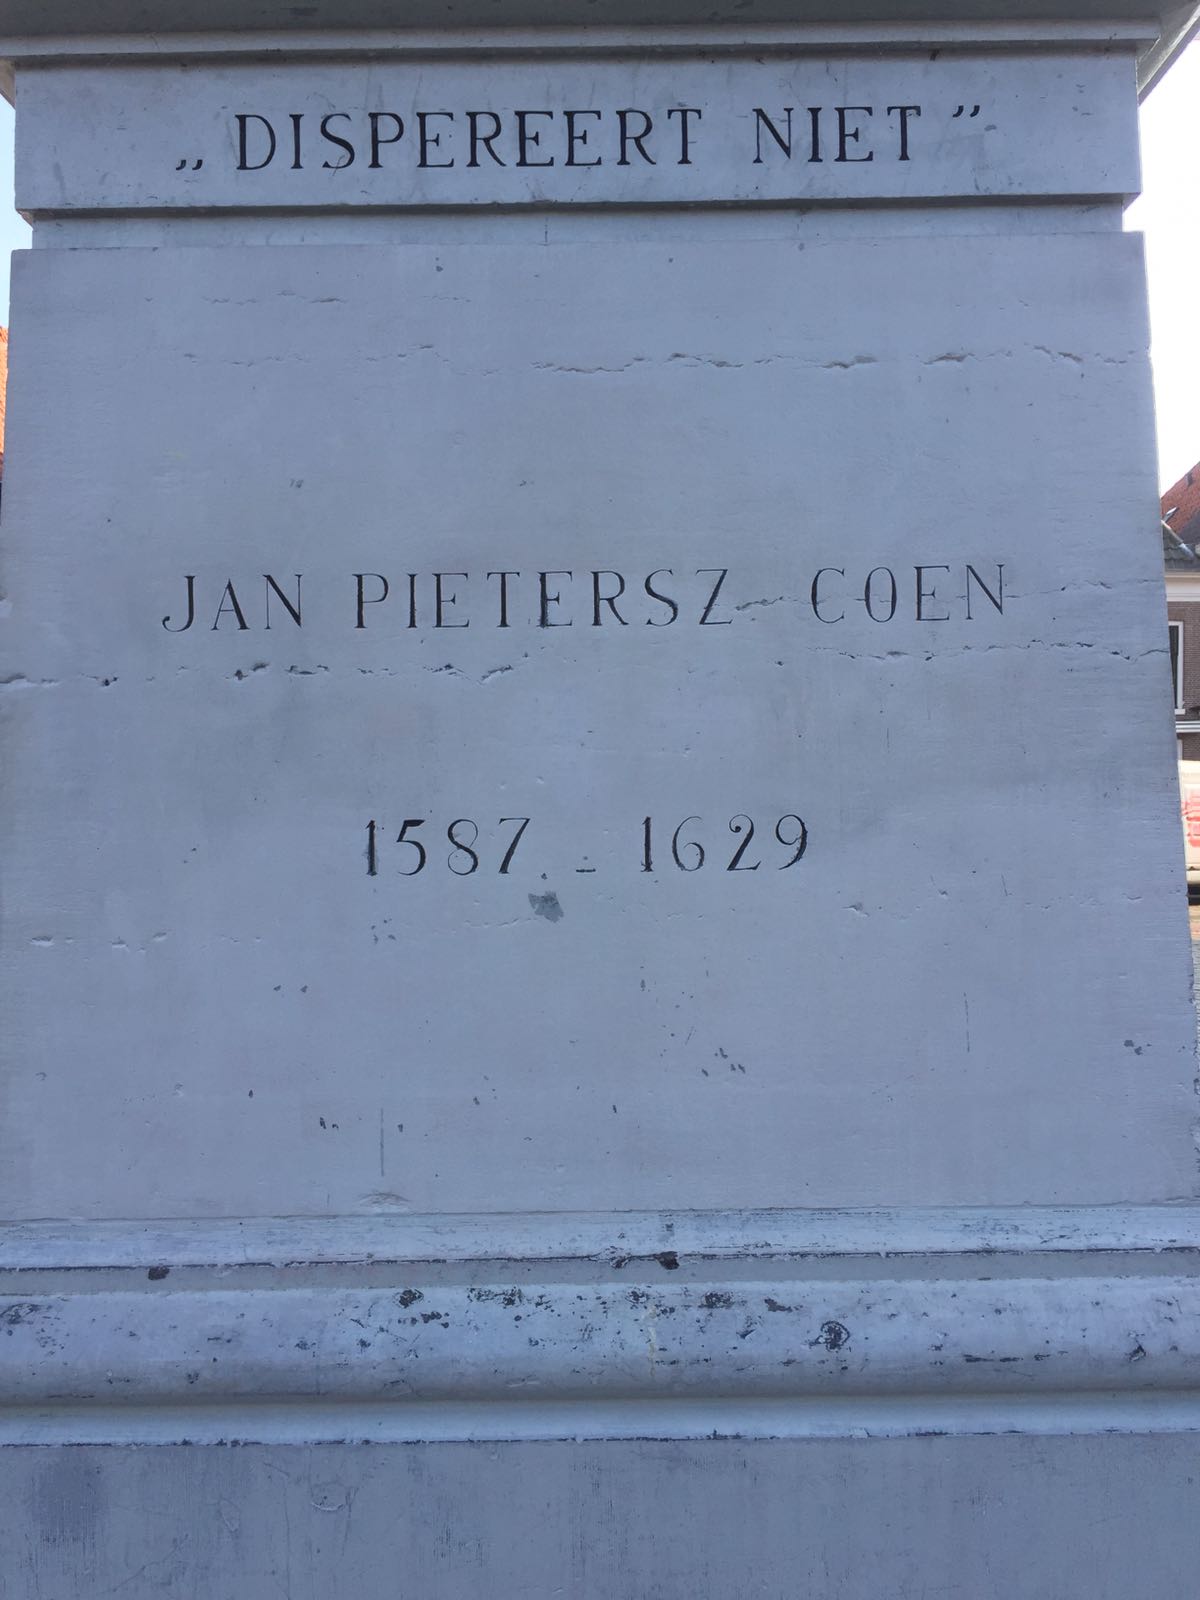 „DISPEREERT NIET”
JAN PIETERSZ. COEN
1587 - 1629